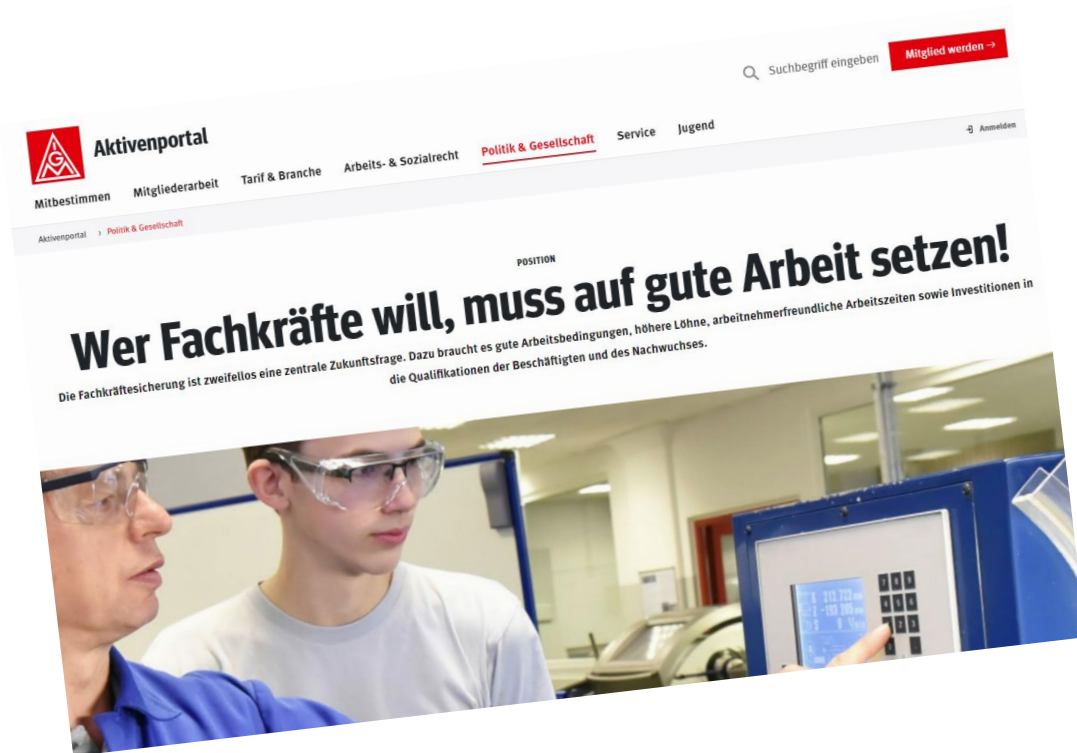 Suchbegriff eingeben
Mitglied werden →
IGM
Aktivenportal
Mitbestimmen Mitgliederarbeit Tarif & Branche Arbeits- & Sozialrecht Politik & Gesellschaft Service Jugend
Anmelden
Aktivenportal › Politik & Gesellschaft
POSITION
Wer Fachkräfte will, muss auf gute Arbeit setzen!
Die Fachkräftesicherung ist zweifellos eine zentrale Zukunftsfrage. Dazu braucht es gute Arbeitsbedingungen, höhere Löhne, arbeitnehmerfreundliche Arbeitszeiten sowie Investitionen in
die Qualifikationen der Beschäftigten und des Nachwuchses.